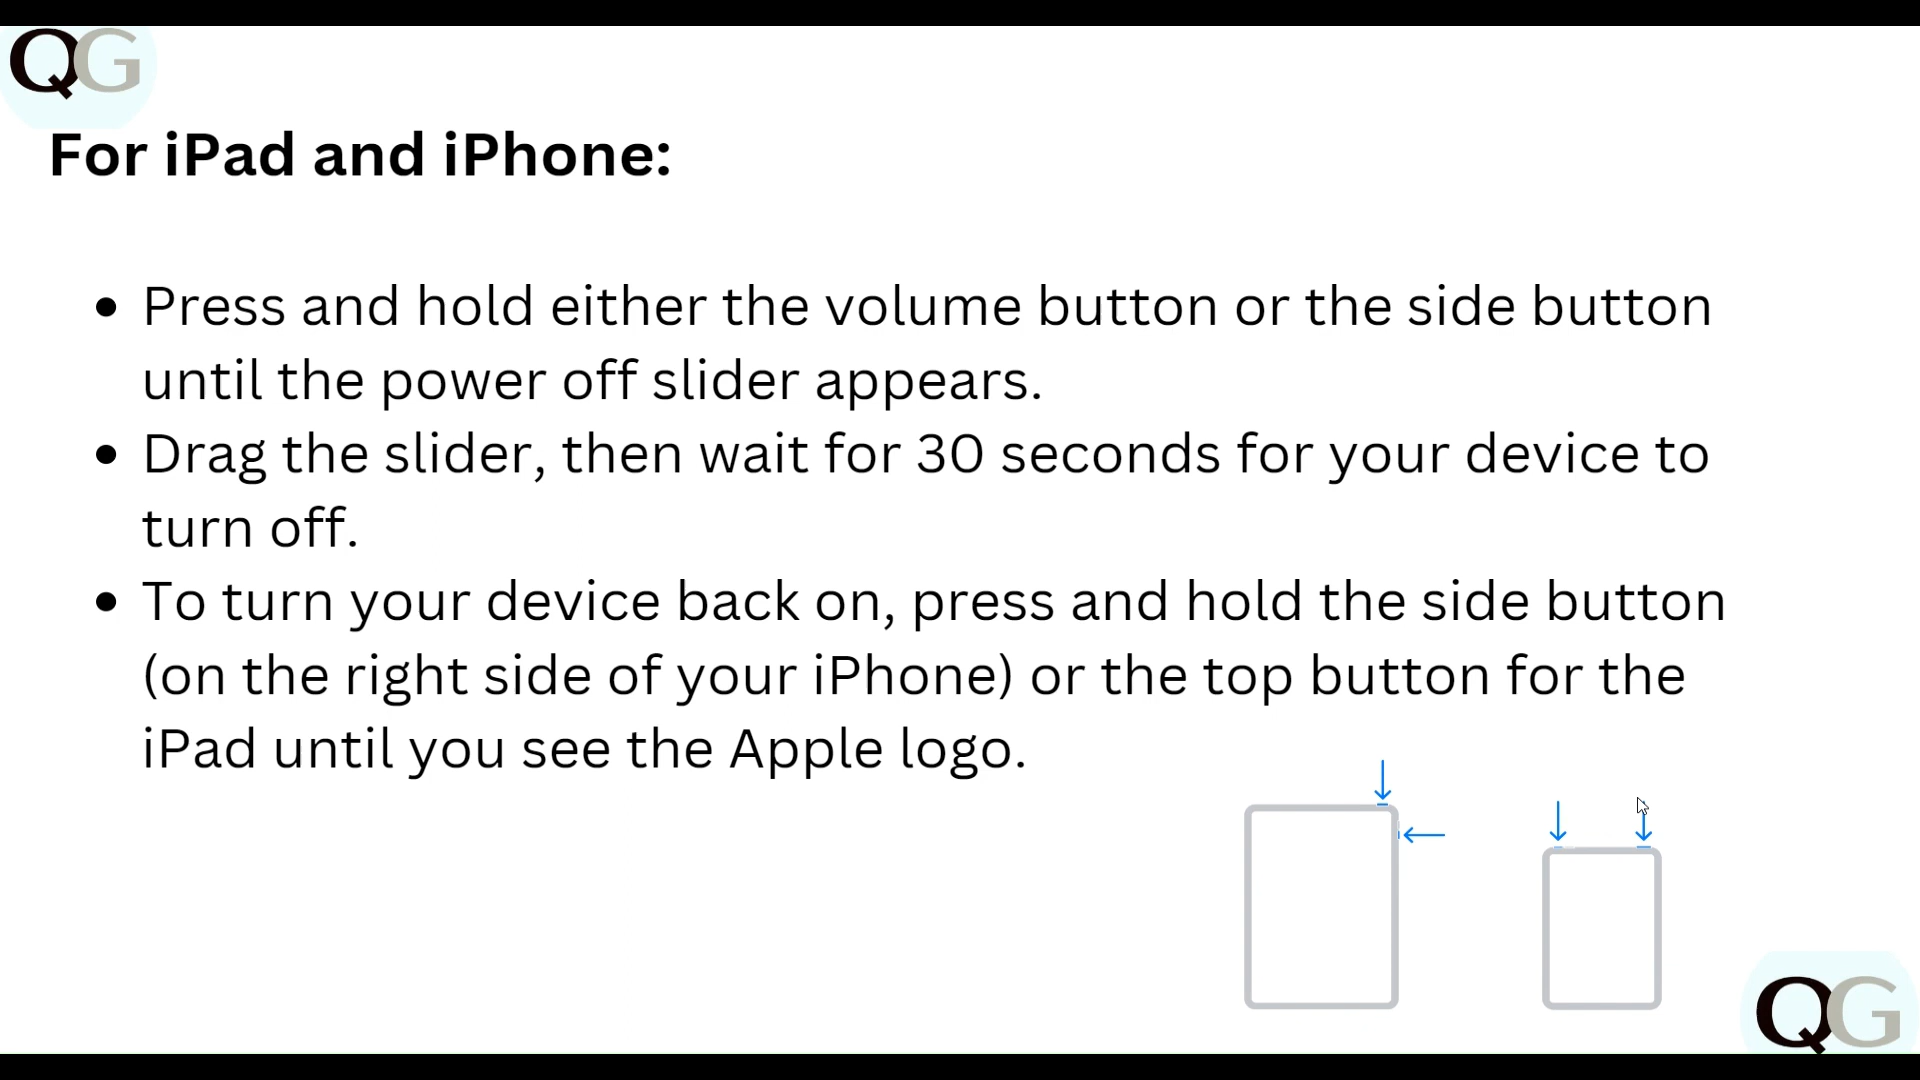 QG
For iPad and iPhone:
• Press and hold either the volume button or the side button
until the power off slider appears.
• Drag the slider, then wait for 30 seconds for your device to
turn off.
• To turn your device back on, press and hold the side button
(on the right side of your iPhone) or the top button for the
iPad until you see the Apple logo.
QG